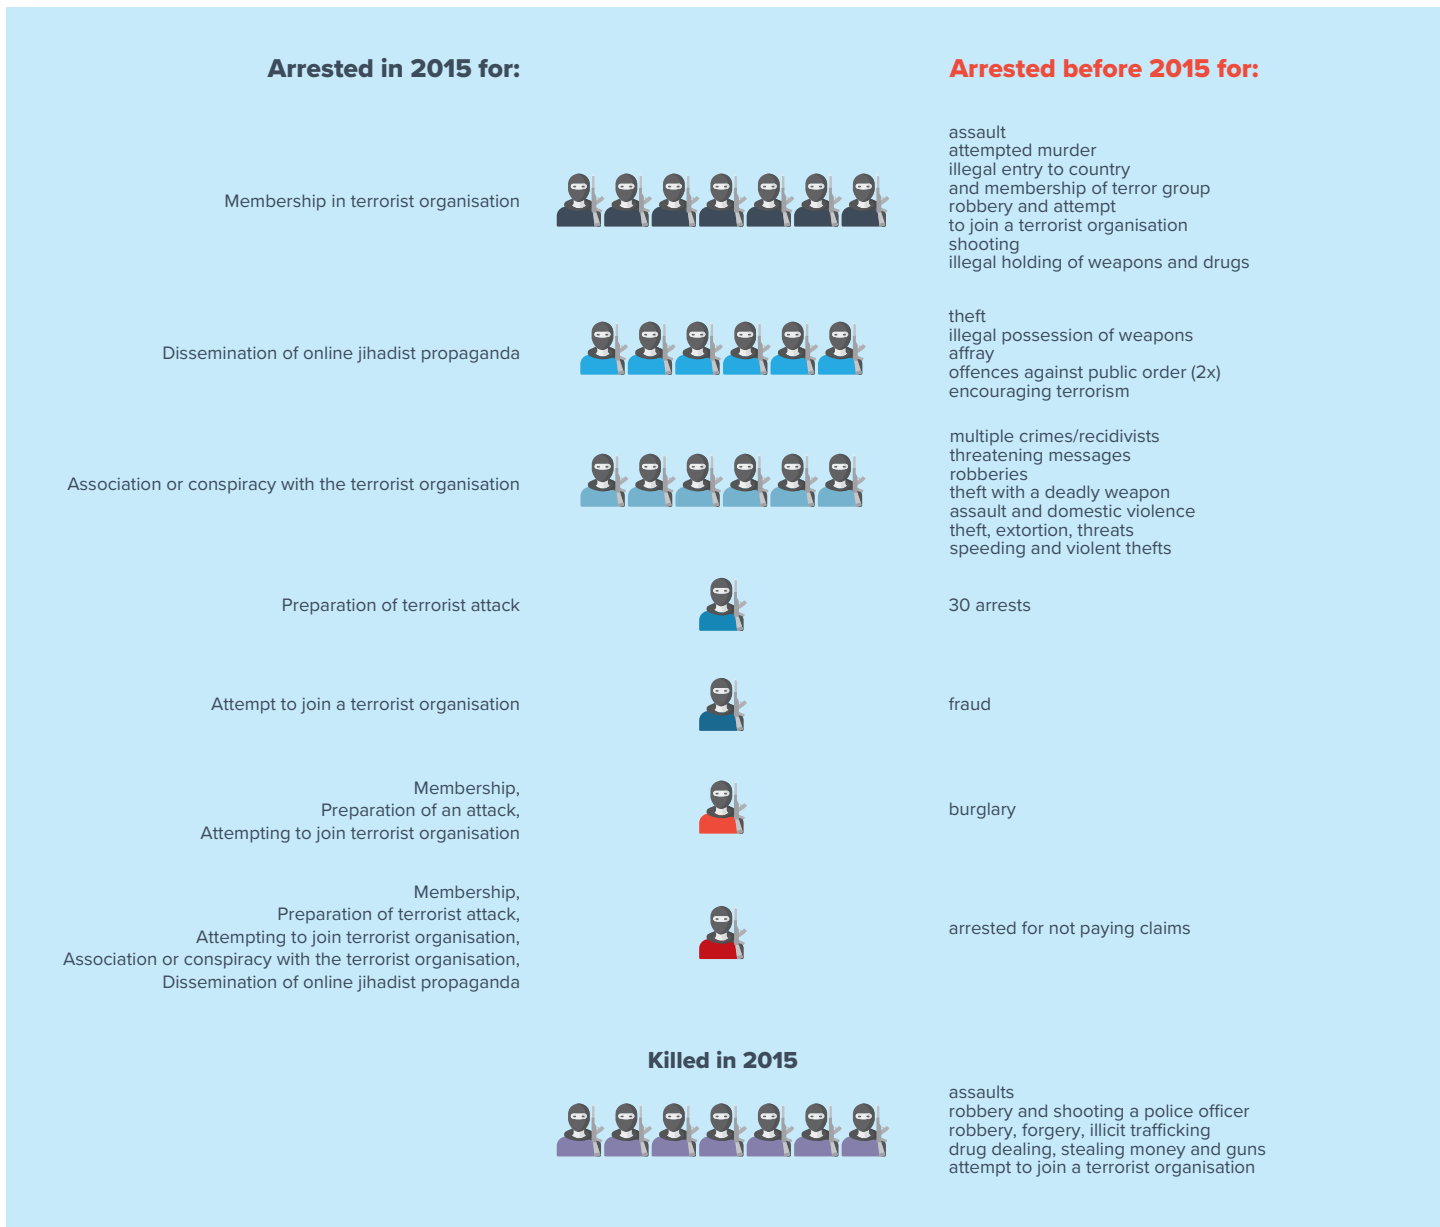 Arrested in 2015 for:
Arrested before 2015 for:
Membership in terrorist organisation
assault
attempted murder
illegal entry to country
and membership of terror group
robbery and attempt
to join a terrorist organisation
shooting
illegal holding of weapons and drugs
Dissemination of online jihadist propaganda
theft
illegal possession of weapons
affray
offences against public order (2x)
encouraging terrorism
Association or conspiracy with the terrorist organisation
multiple crimes/recidivists
threatening messages
robberies
theft with a deadly weapon
assault and domestic violence
theft, extortion, threats
speeding and violent thefts
Preparation of terrorist attack
30 arrests
Attempt to join a terrorist organisation
fraud
Membership,
Preparation of an attack,
Attempting to join terrorist organisation
burglary
Membership,
Preparation of terrorist attack,
Attempting to join terrorist organisation,
Association or conspiracy with the terrorist organisation,
Dissemination of online jihadist propaganda
arrested for not paying claims
Killed in 2015
assaults
robbery and shooting a police officer
robbery, forgery, illicit trafficking
drug dealing, stealing money and guns
attempt to join a terrorist organisation